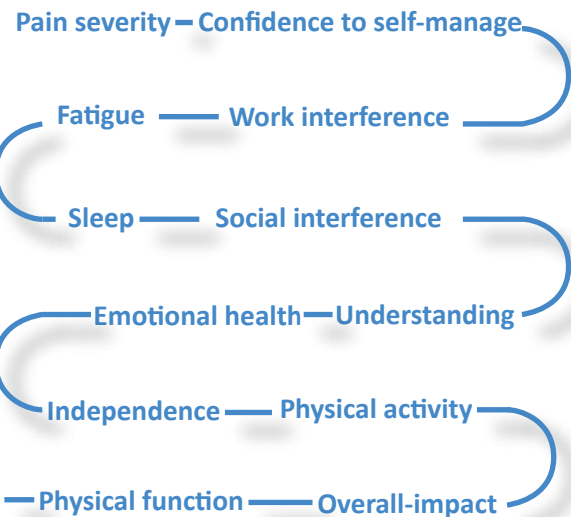 Pain severity Confidence to self-manage
Fatigue Work interference
Sleep Social interference
Emotional health Understanding
Independence Physical activity
Physical function Overall-impact